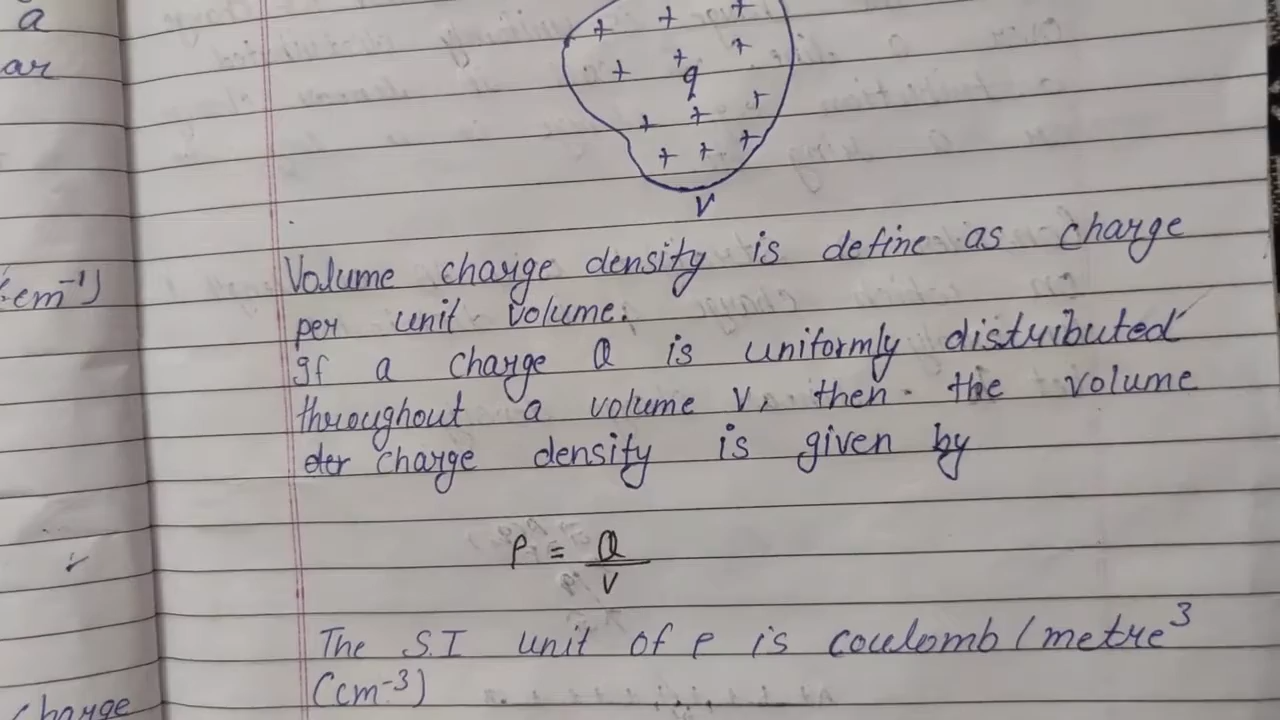 a
ar
cm⁻¹)
charge
+ + +
+ + +
q
+
+ + +
+ + +
V
Volume charge density is define as charge
per unit volume.
If a charge Q is uniformly distributed
throughout a volume V, then the volume
der charge density is given by
ρ = Q/V
The SI unit of ρ is coulomb/metre³
(cm⁻³)